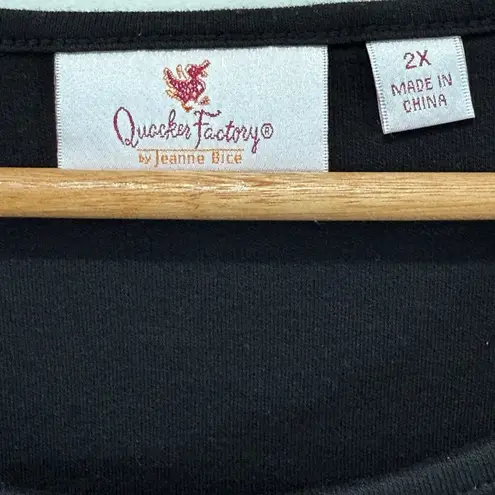 Quacker Factory®
by Jeanne Bice
2X
MADE IN
CHINA